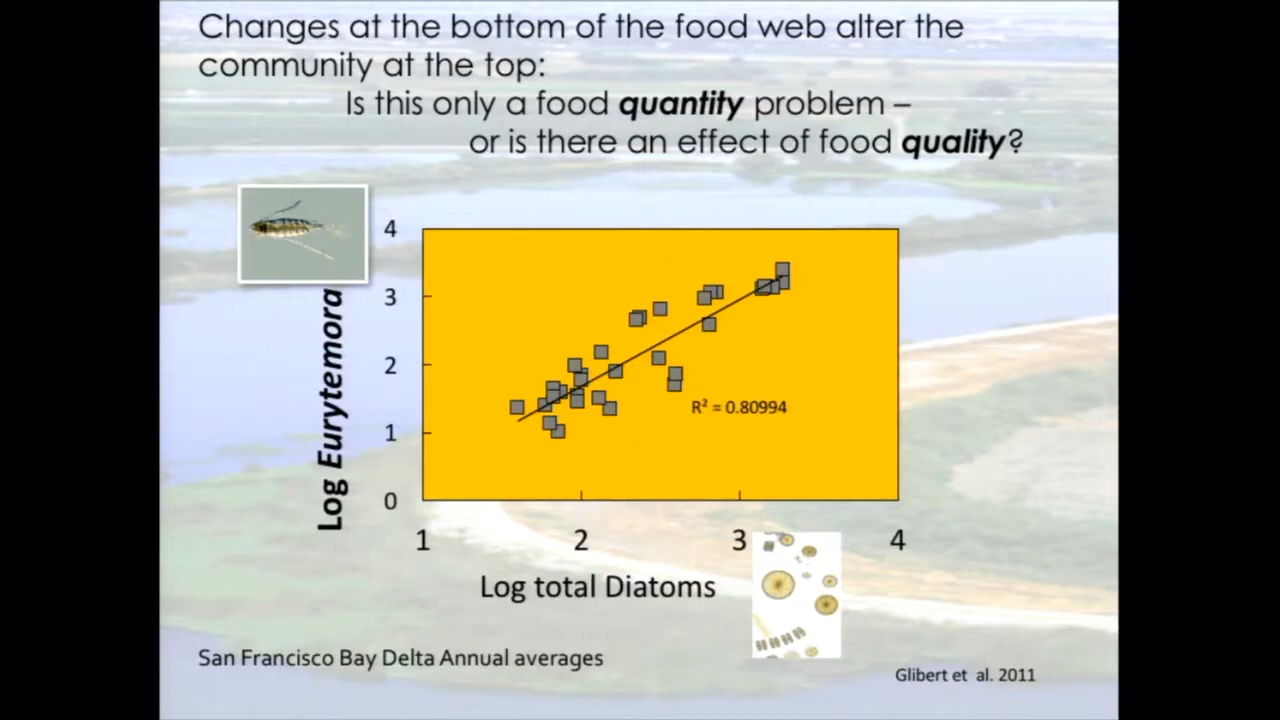 Changes at the bottom of the food web alter the
community at the top:
Is this only a food quantity problem –
or is there an effect of food quality?
4
3
2
1
0
Log Eurytemora
R² = 0.80994
1 2 3 4
Log total Diatoms
San Francisco Bay Delta Annual averages
Glibert et al. 2011